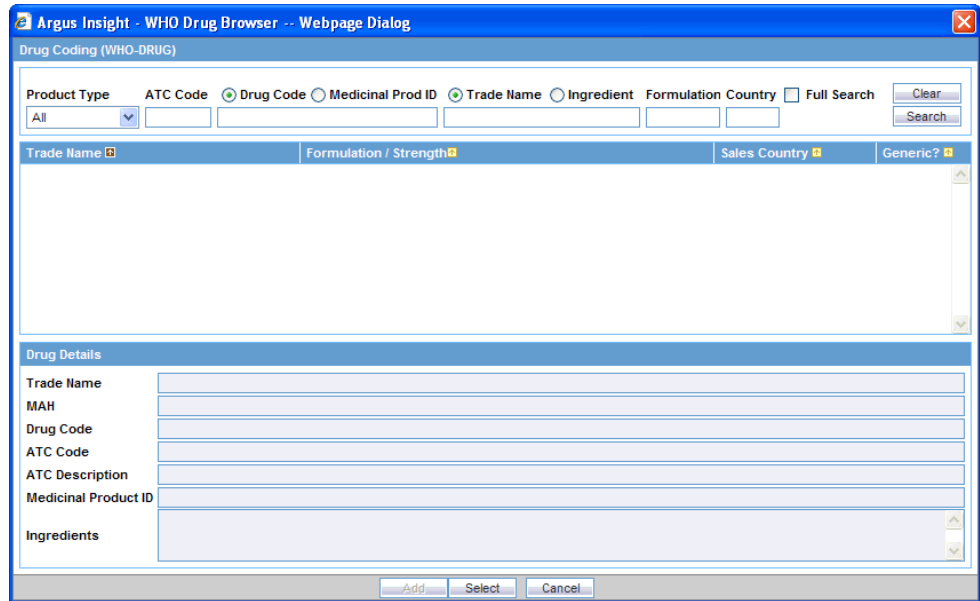 Argus Insight - WHO Drug Browser -- Webpage Dialog
Drug Coding (WHO-DRUG)
Product Type ATC Code Drug Code Medicinal Prod ID Trade Name Ingredient Formulation Country Full Search Clear
All Search
Trade Name Formulation / Strength Sales Country Generic?
Drug Details
Trade Name
MAH
Drug Code
ATC Code
ATC Description
Medicinal Product ID
Ingredients
Add Select Cancel